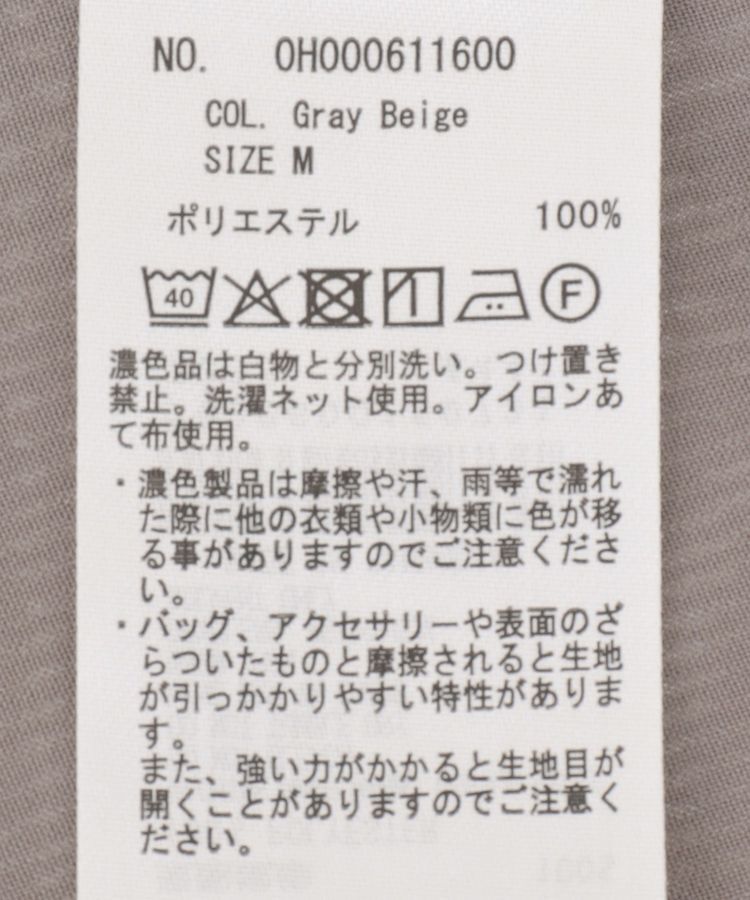 NO. 0H000611600
COL. Gray Beige
SIZE M
ポリエステル 100%
40 F
濃色品は白物と分別洗い。つけ置き
禁止。洗濯ネット使用。アイロンあ
て布使用。
・濃色製品は摩擦や汗、雨等で濡れ
た際に他の衣類や小物類に色が移
る事がありますのでご注意くださ
い。
・バッグ、アクセサリーや表面のざ
らついたものと摩擦されると生地
が引っかかりやすい特性がありま
す。
また、強い力がかかると生地目が
開くことがありますのでご注意く
ださい。